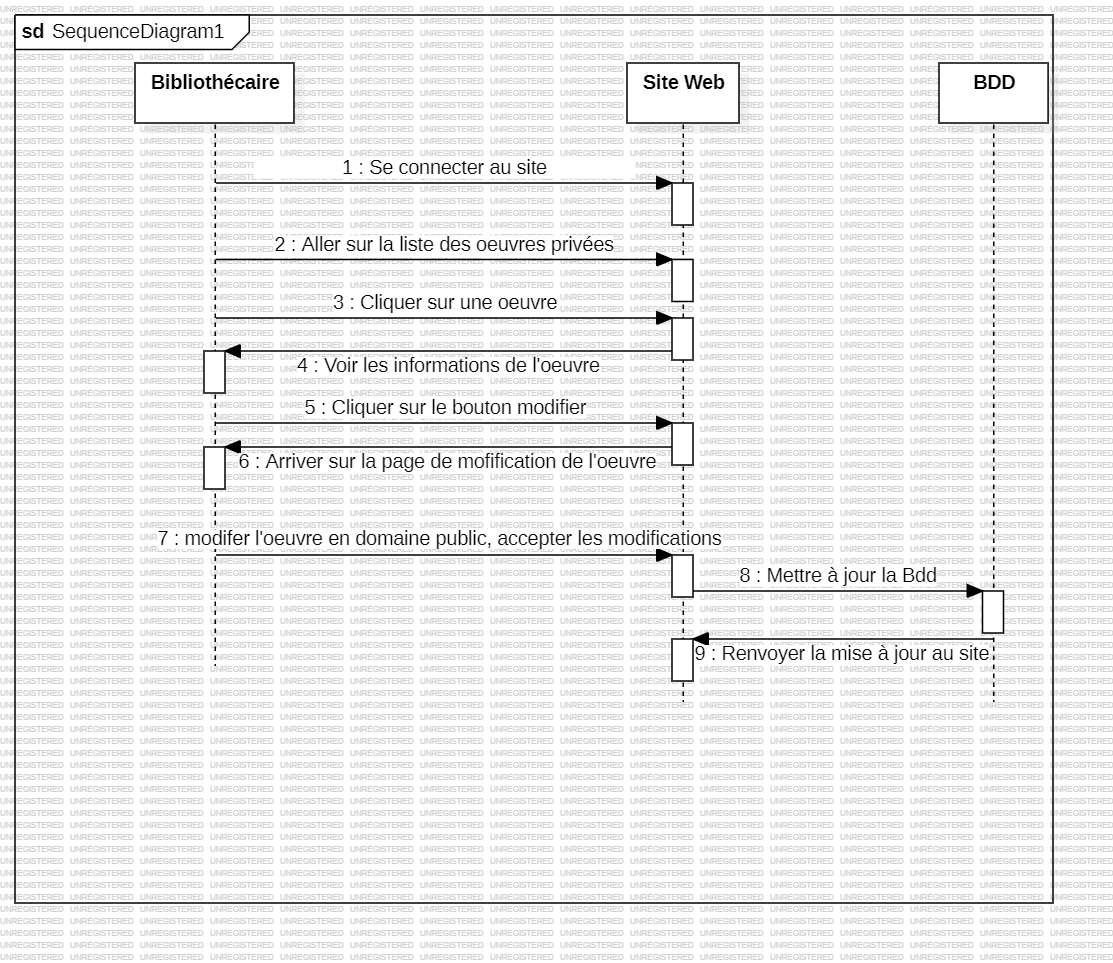 sd SequenceDiagram1
Bibliothécaire
Site Web
BDD
1 : Se connecter au site
2 : Aller sur la liste des oeuvres privées
3 : Cliquer sur une oeuvre
4 : Voir les informations de l'oeuvre
5 : Cliquer sur le bouton modifier
6 : Arriver sur la page de mofification de l'oeuvre
7 : modifer l'oeuvre en domaine public, accepter les modifications
8 : Mettre à jour la Bdd
9 : Renvoyer la mise à jour au site
UNREGISTERED